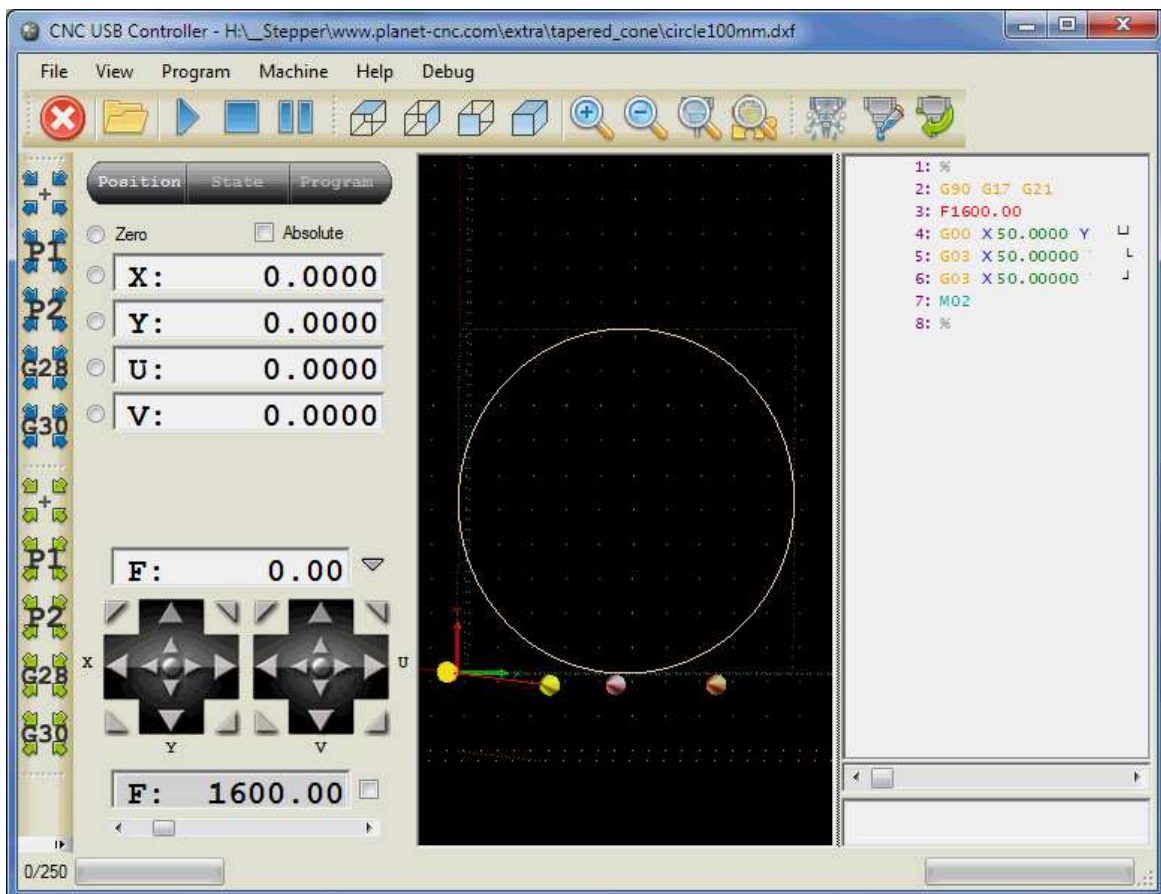 CNC USB Controller - H:\__Stepper\www.planet-cnc.com\extra\tapered_cone\circle100mm.dxf
File View Program Machine Help Debug
Position State Program
Zero Absolute
X: 0.0000
Y: 0.0000
U: 0.0000
V: 0.0000
F: 0.00
X U
Y V
F: 1600.00
0/250
+
P1
P2
G28
G30
+
P1
P2
G28
G30
Y
X
1: %
2: G90 G17 G21
3: F1600.00
4: G00 X50.0000 Y
5: G03 X50.00000
6: G03 X50.00000
7: M02
8: %